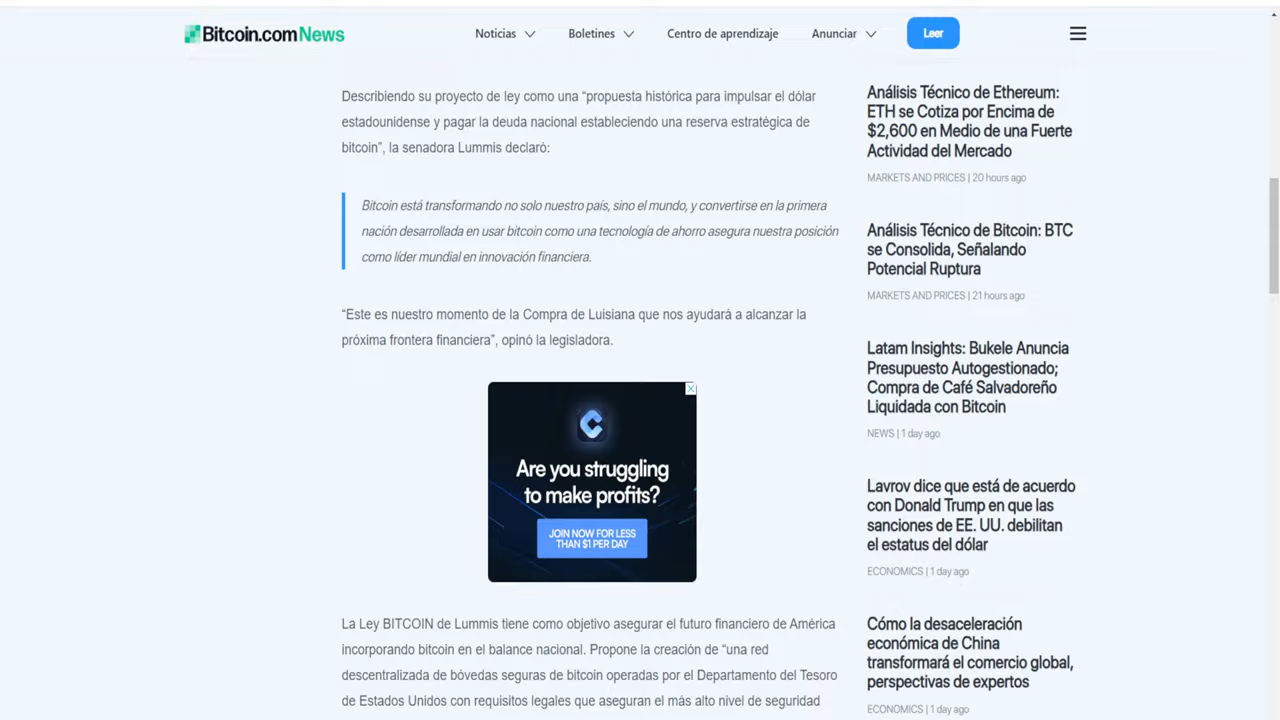 Bitcoin.com News
Noticias
Boletines
Centro de aprendizaje
Anunciar
Leer
Describiendo su proyecto de ley como una “propuesta histórica para impulsar el dólar
estadounidense y pagar la deuda nacional estableciendo una reserva estratégica de
bitcoin”, la senadora Lummis declaró:
Bitcoin está transformando no solo nuestro país, sino el mundo, y convertirse en la primera
nación desarrollada en usar bitcoin como una tecnología de ahorro asegura nuestra posición
como líder mundial en innovación financiera.
“Este es nuestro momento de la Compra de Luisiana que nos ayudará a alcanzar la
próxima frontera financiera”, opinó la legisladora.
Are you struggling
to make profits?
JOIN NOW FOR LESS
THAN $1 PER DAY
La Ley BITCOIN de Lummis tiene como objetivo asegurar el futuro financiero de América
incorporando bitcoin en el balance nacional. Propone la creación de “una red
descentralizada de bóvedas seguras de bitcoin operadas por el Departamento del Tesoro
de Estados Unidos con requisitos legales que aseguran el más alto nivel de seguridad
Análisis Técnico de Ethereum:
ETH se Cotiza por Encima de
$2,600 en Medio de una Fuerte
Actividad del Mercado
MARKETS AND PRICES | 20 hours ago
Análisis Técnico de Bitcoin: BTC
se Consolida, Señalando
Potencial Ruptura
MARKETS AND PRICES | 21 hours ago
Latam Insights: Bukele Anuncia
Presupuesto Autogestionado;
Compra de Café Salvadoreño
Liquidada con Bitcoin
NEWS | 1 day ago
Lavrov dice que está de acuerdo
con Donald Trump en que las
sanciones de EE. UU. debilitan
el estatus del dólar
ECONOMICS | 1 day ago
Cómo la desaceleración
económica de China
transformará el comercio global,
perspectivas de expertos
ECONOMICS | 1 day ago